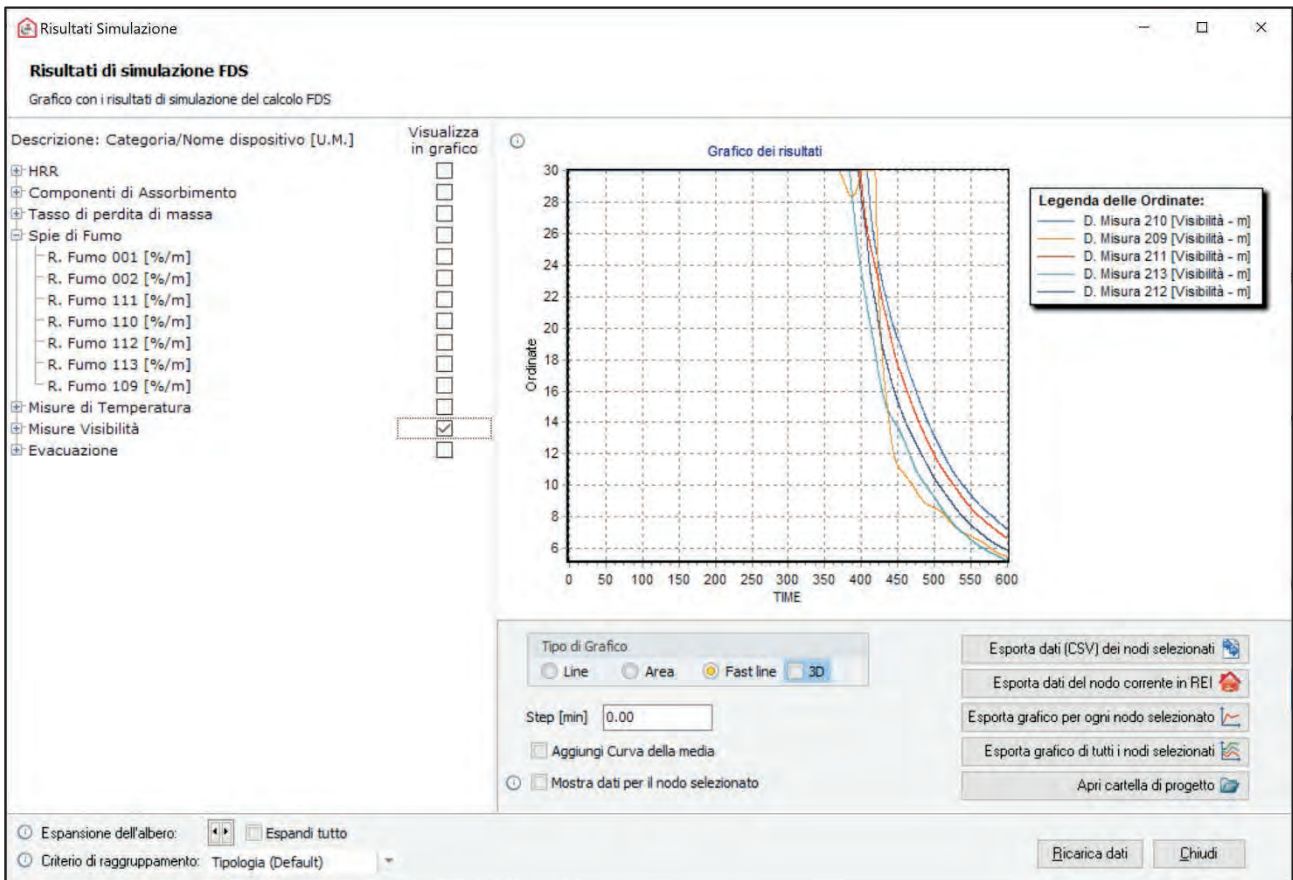 Risultati Simulazione
Risultati di simulazione FDS
Grafico con i risultati di simulazione del calcolo FDS
Descrizione: Categoria/Nome dispositivo [U.M.]
Visualizza
in grafico
HRR
Componenti di Assorbimento
Tasso di perdita di massa
Spie di Fumo
R. Fumo 001 [%/m]
R. Fumo 002 [%/m]
R. Fumo 111 [%/m]
R. Fumo 110 [%/m]
R. Fumo 112 [%/m]
R. Fumo 113 [%/m]
R. Fumo 109 [%/m]
Misure di Temperatura
Misure Visibilità
Evacuazione
Grafico dei risultati
30
28
26
24
22
20
18
16
14
12
10
8
6
Ordinate
0 50 100 150 200 250 300 350 400 450 500 550 600
TIME
Legenda delle Ordinate:
D. Misura 210 [Visibilità - m]
D. Misura 209 [Visibilità - m]
D. Misura 211 [Visibilità - m]
D. Misura 213 [Visibilità - m]
D. Misura 212 [Visibilità - m]
Tipo di Grafico
Line Area Fast line 3D
Step [min] 0.00
Aggiungi Curva della media
Mostra dati per il nodo selezionato
Esporta dati (CSV) dei nodi selezionati
Esporta dati del nodo corrente in REI
Esporta grafico per ogni nodo selezionato
Esporta grafico di tutti i nodi selezionati
Apri cartella di progetto
Espansione dell'albero: Espandi tutto
Criterio di raggruppamento: Tipologia (Default)
Ricarica dati
Chiudi